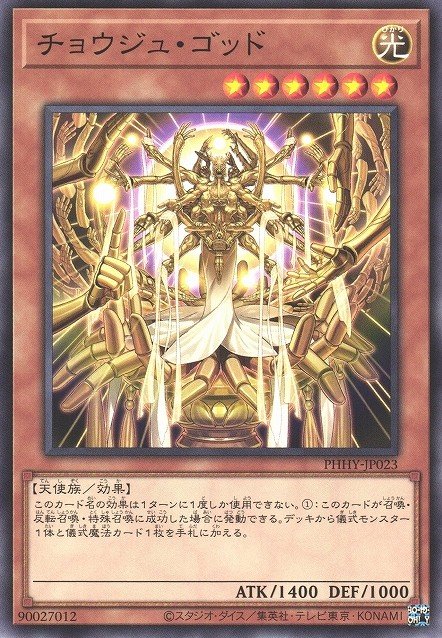 チョウジュ・ゴッド
光
PHHY-JP023
【天使族/効果】
このカード名の効果は1ターンに1度しか使用できない。①:このカードが召喚・
反転召喚・特殊召喚に成功した場合に発動できる。デッキから儀式モンスター
1体と儀式魔法カード1枚を手札に加える。
ATK/1400 DEF/1000
90027012
©スタジオ・ダイス/集英社・テレビ東京・KONAMI